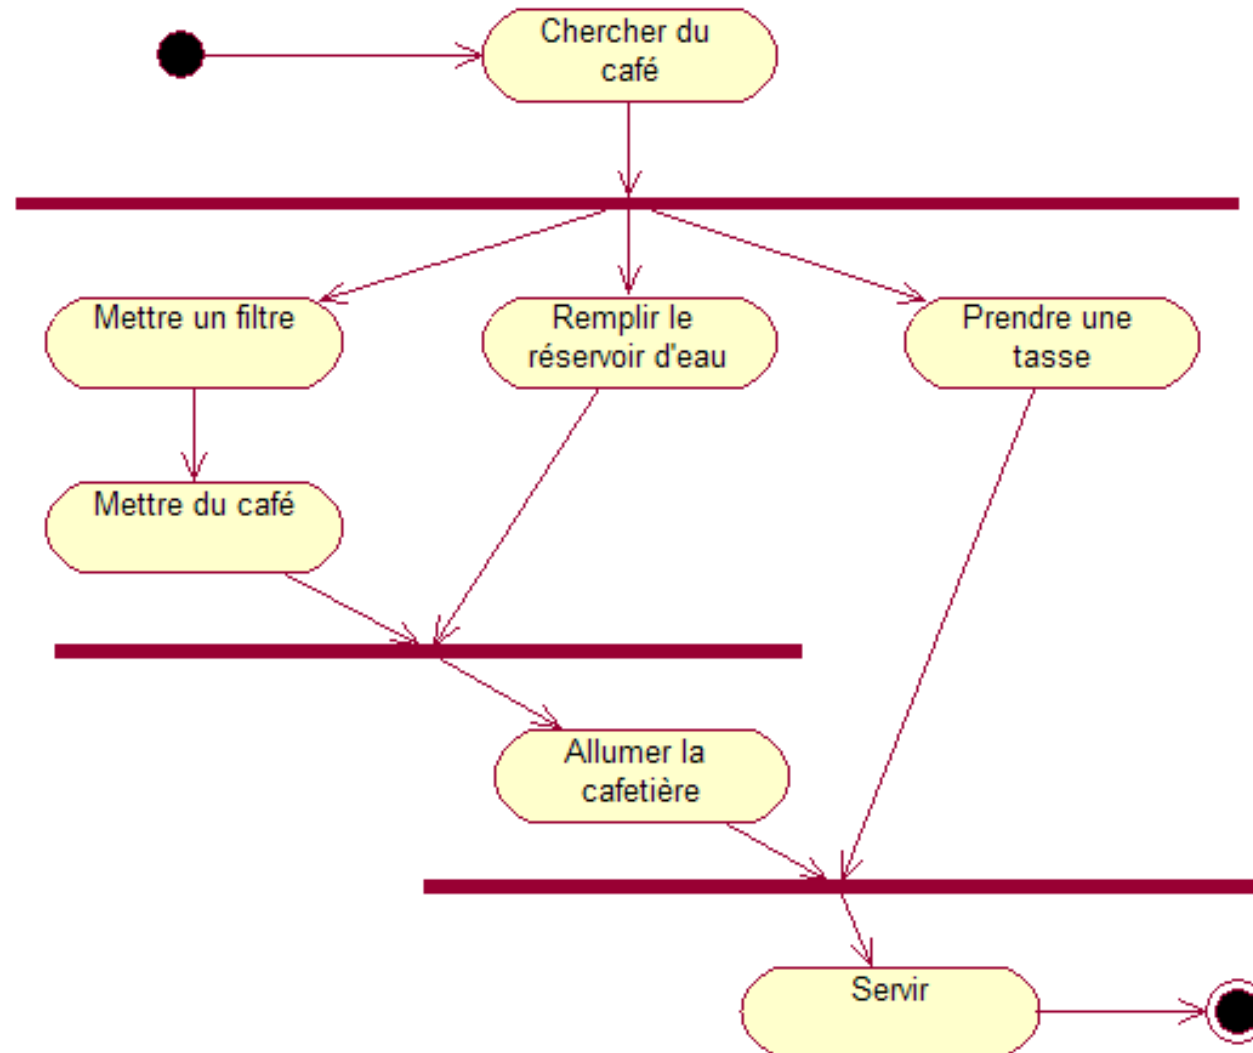 Chercher du
café
Mettre un filtre
Remplir le
réservoir d'eau
Prendre une
tasse
Mettre du café
Allumer la
cafetière
Servir